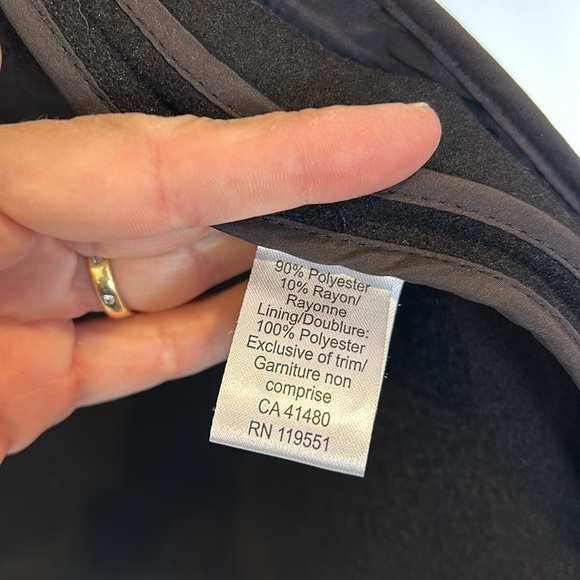 90% Polyester
10% Rayon/
Rayonne
Lining/Doublure:
100% Polyester
Exclusive of trim/
Garniture non
comprise
CA 41480
RN 119551